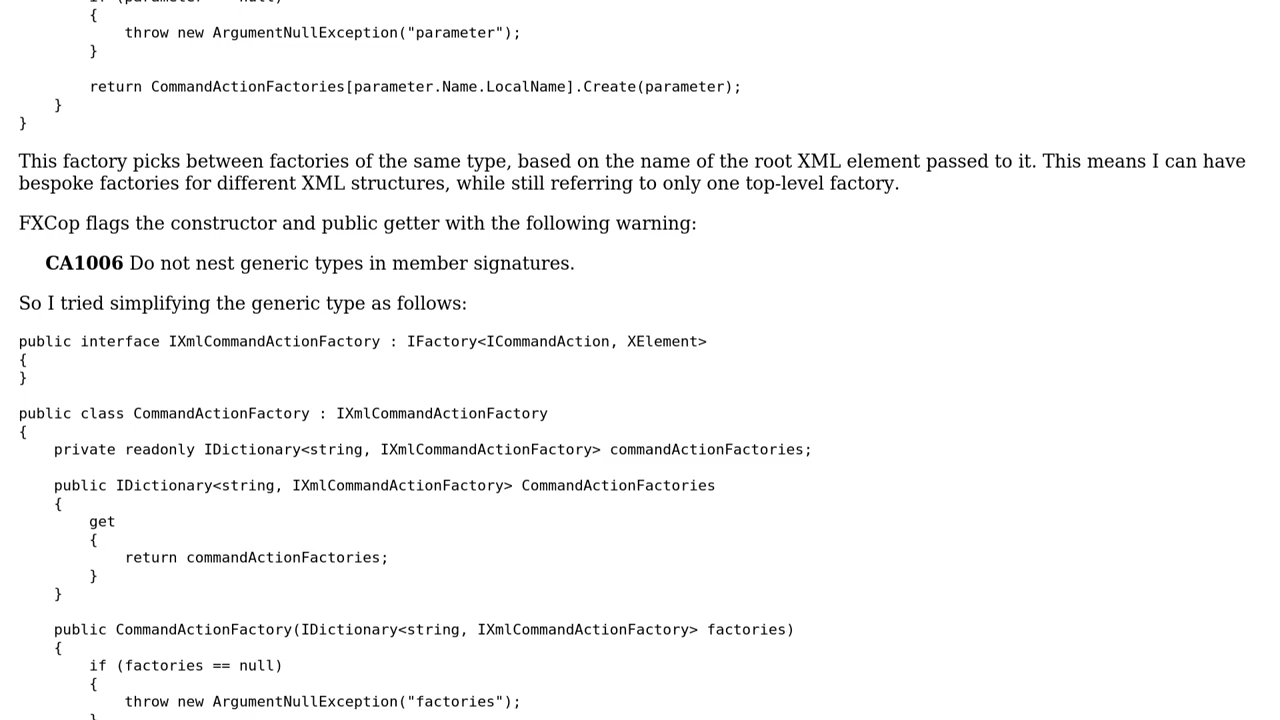 if (parameter == null)
{
throw new ArgumentNullException("parameter");
}
return CommandActionFactories[parameter.Name.LocalName].Create(parameter);
}
}
This factory picks between factories of the same type, based on the name of the root XML element passed to it. This means I can have
bespoke factories for different XML structures, while still referring to only one top-level factory.
FXCop flags the constructor and public getter with the following warning:
CA1006 Do not nest generic types in member signatures.
So I tried simplifying the generic type as follows:
public interface IXmlCommandActionFactory : IFactory<ICommandAction, XElement>
{
}
public class CommandActionFactory : IXmlCommandActionFactory
{
private readonly IDictionary<string, IXmlCommandActionFactory> commandActionFactories;
public IDictionary<string, IXmlCommandActionFactory> CommandActionFactories
{
get
{
return commandActionFactories;
}
}
public CommandActionFactory(IDictionary<string, IXmlCommandActionFactory> factories)
{
if (factories == null)
{
throw new ArgumentNullException("factories");
}